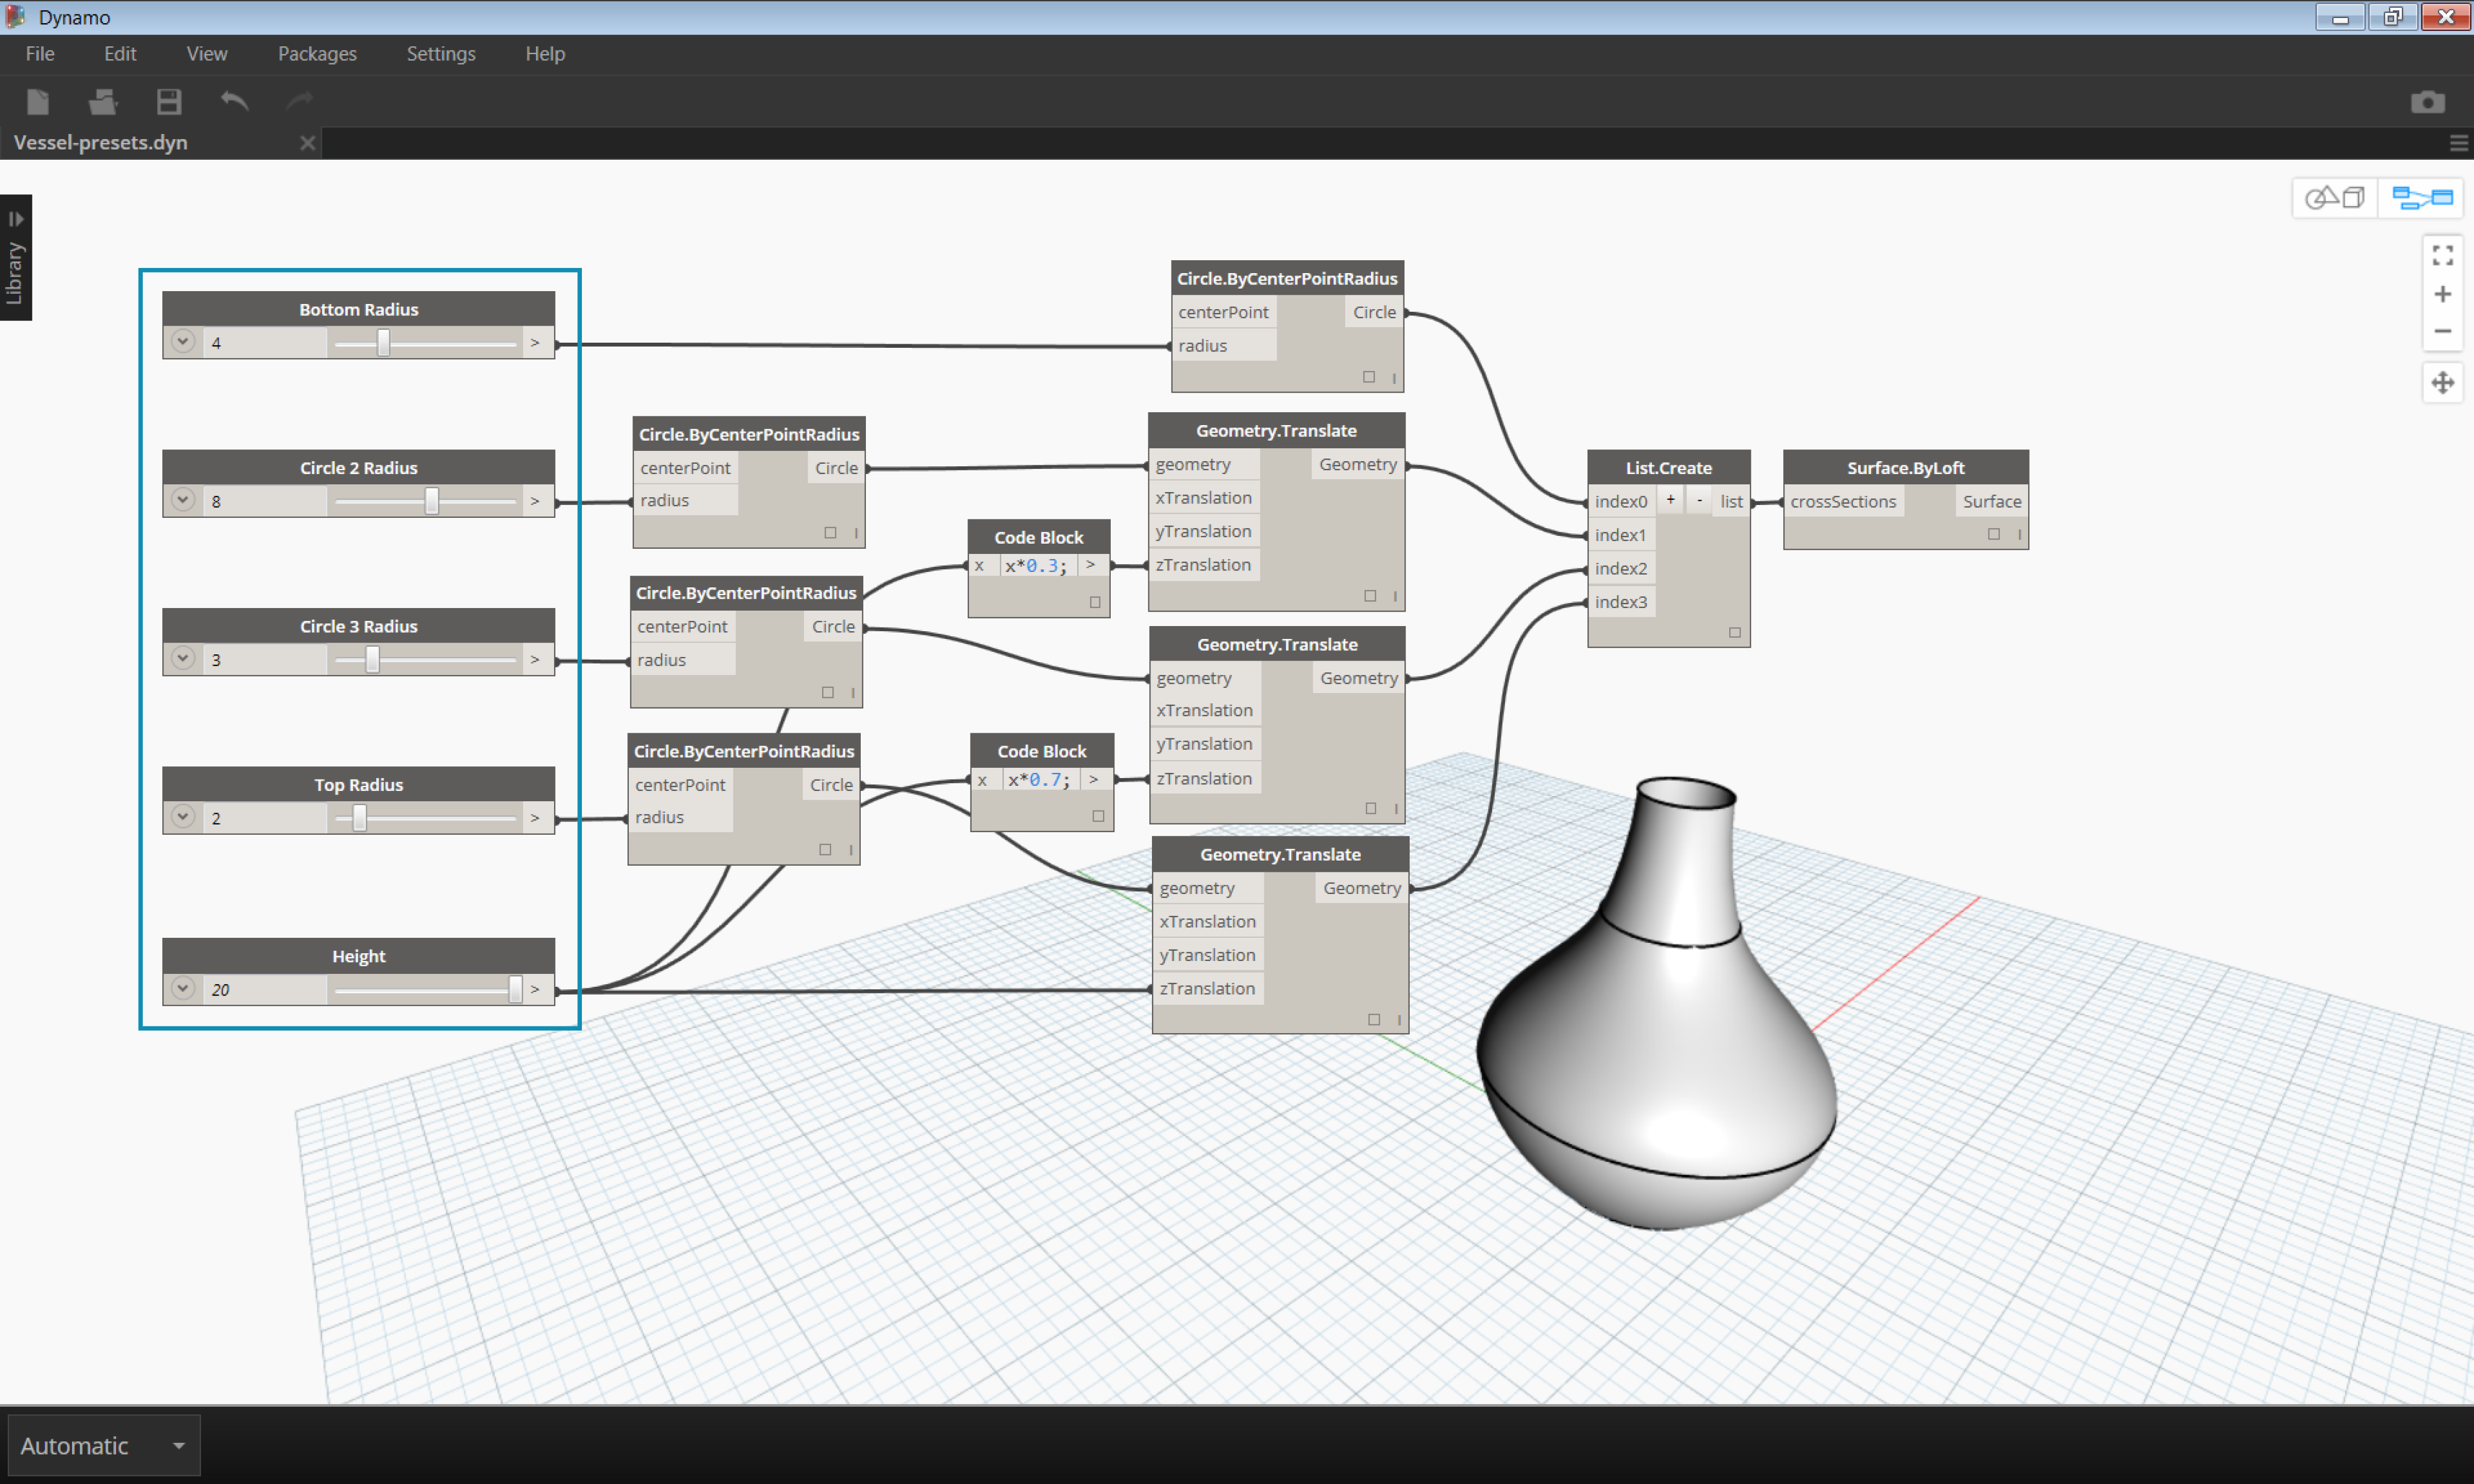 Dynamo
File Edit View Packages Settings Help
Vessel-presets.dyn
Library
Bottom Radius
4 >
Circle 2 Radius
8 >
Circle 3 Radius
3 >
Top Radius
2 >
Height
20 >
Circle.ByCenterPointRadius
centerPoint Circle
radius
Circle.ByCenterPointRadius
centerPoint Circle
radius
Circle.ByCenterPointRadius
centerPoint Circle
radius
Code Block
x x*0.3; >
Code Block
x x*0.7; >
Circle.ByCenterPointRadius
centerPoint Circle
radius
Geometry.Translate
geometry Geometry
xTranslation
yTranslation
zTranslation
Geometry.Translate
geometry Geometry
xTranslation
yTranslation
zTranslation
Geometry.Translate
geometry Geometry
xTranslation
yTranslation
zTranslation
List.Create
index0 + - list
index1
index2
index3
Surface.ByLoft
crossSections Surface
Automatic